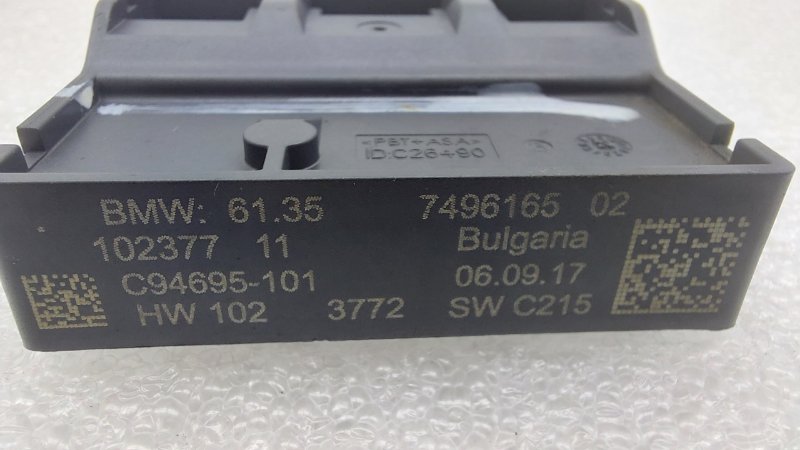 >PBT+ASA<
ID:C26490
BMW: 61.35 7496165 02
102377 11 Bulgaria
C94695-101 06.09.17
HW 102 3772 SW C215